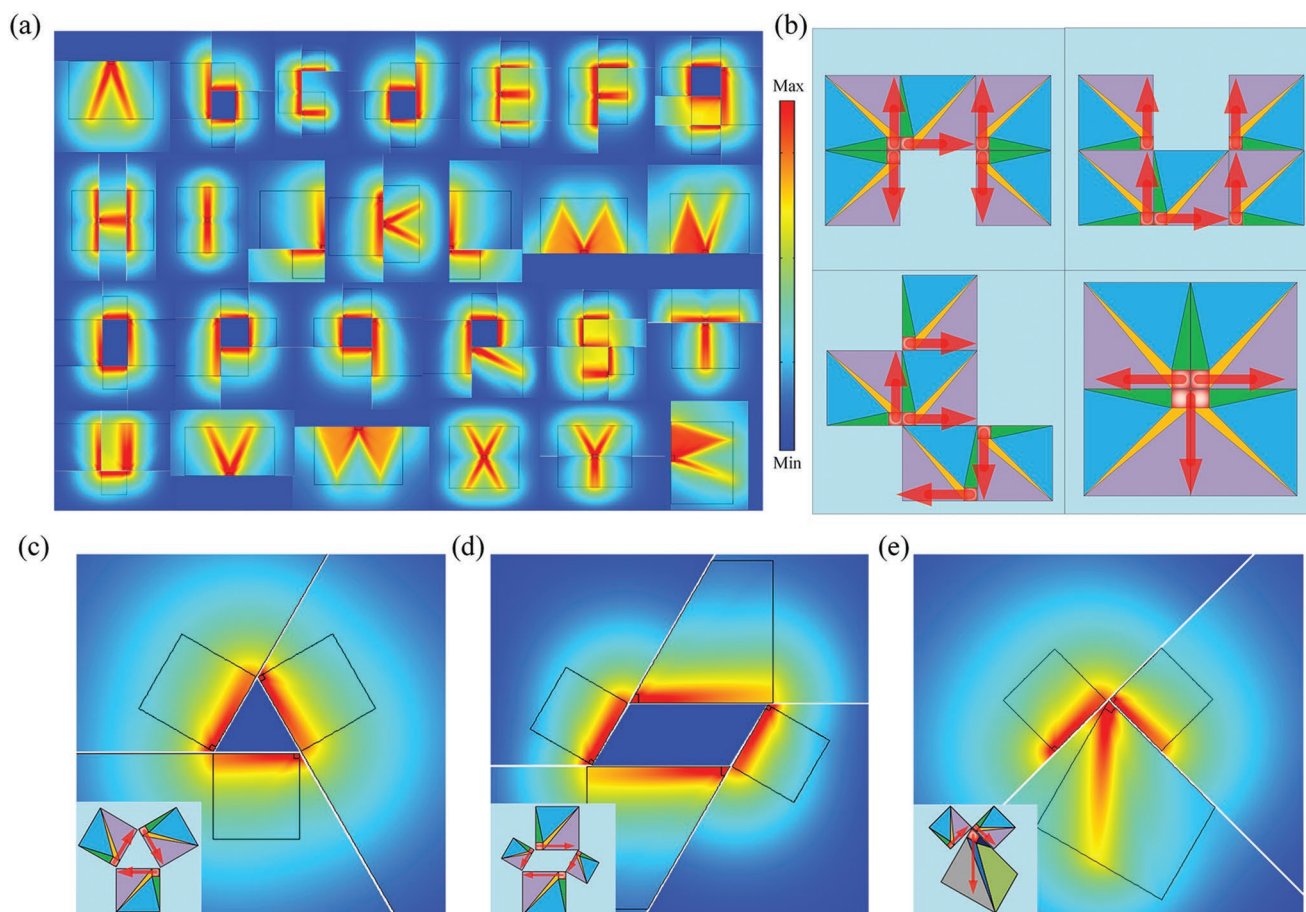 (a)
A b C d E F g
H I J K L M N
O P q R S T
U V W X Y Z
Max
Min
(b)
(c)
(d)
(e)